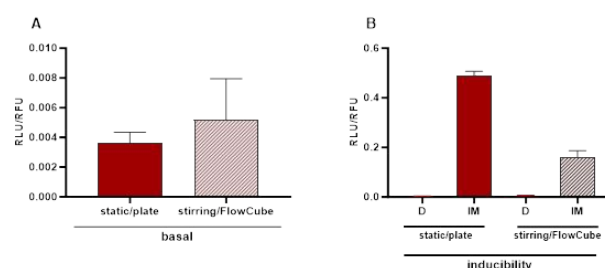 A
RLU/RFU
0.010
0.008
0.006
0.004
0.002
0.000
static/plate stirring/FlowCube
basal
B
RLU/RFU
0.6
0.4
0.2
0.0
D IM D IM
static/plate stirring/FlowCube
inducibility